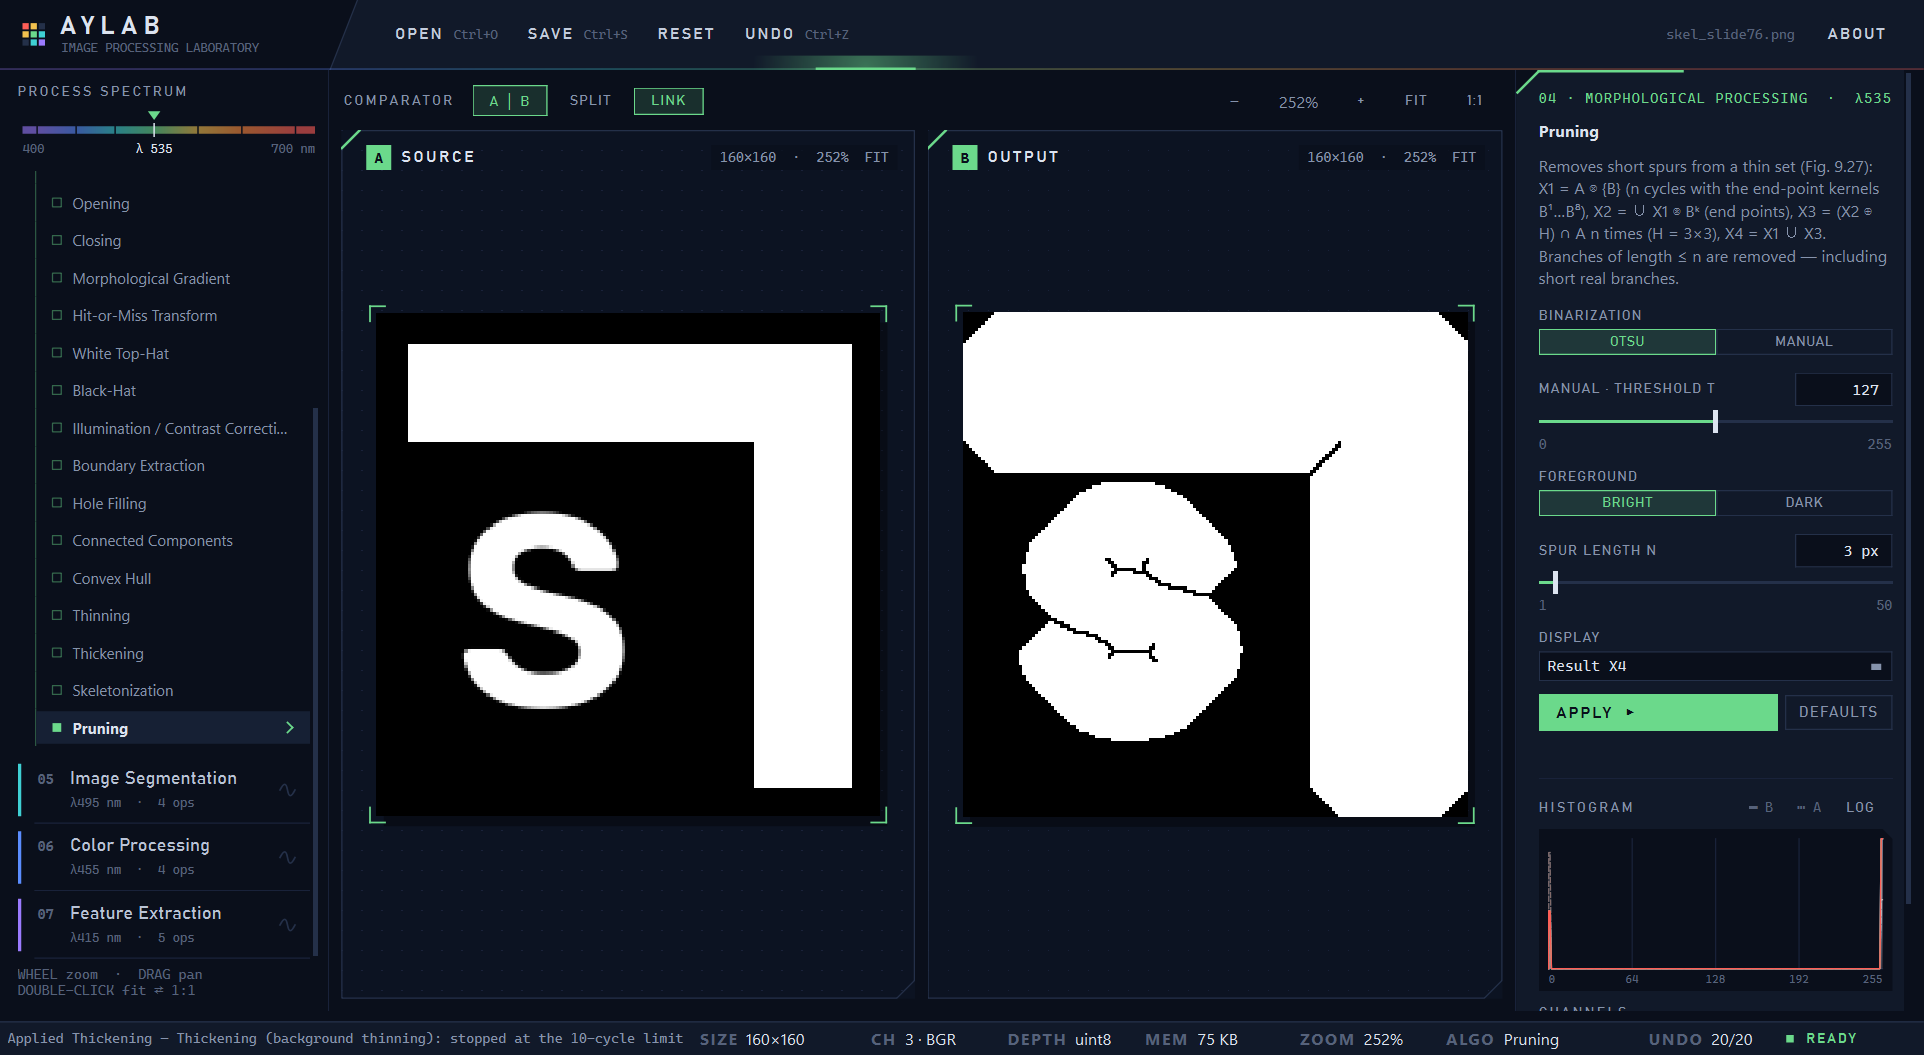 AYLAB
IMAGE PROCESSING LABORATORY
OPEN Ctrl+O SAVE Ctrl+S RESET UNDO Ctrl+Z
skel_slide76.png ABOUT
PROCESS SPECTRUM
400 λ 535 700 nm
Opening
Closing
Morphological Gradient
Hit-or-Miss Transform
White Top-Hat
Black-Hat
Illumination / Contrast Correcti...
Boundary Extraction
Hole Filling
Connected Components
Convex Hull
Thinning
Thickening
Skeletonization
Pruning
05 Image Segmentation
λ495 nm · 4 ops
06 Color Processing
λ455 nm · 4 ops
07 Feature Extraction
λ415 nm · 5 ops
WHEEL zoom · DRAG pan
DOUBLE-CLICK fit ⇄ 1:1
COMPARATOR A | B SPLIT LINK
− 252% + FIT 1:1
A SOURCE 160×160 · 252% FIT
S
B OUTPUT 160×160 · 252% FIT
S
04 · MORPHOLOGICAL PROCESSING · λ535
Pruning
Removes short spurs from a thin set (Fig. 9.27):
X1 = A ⊗ {B} (n cycles with the end-point kernels
B¹…B⁸), X2 = ∪ X1 ⊛ Bᵏ (end points), X3 = (X2 ⊕
H) ∩ A n times (H = 3×3), X4 = X1 ∪ X3.
Branches of length ≤ n are removed — including
short real branches.
BINARIZATION
OTSU MANUAL
MANUAL · THRESHOLD T 127
0 255
FOREGROUND
BRIGHT DARK
SPUR LENGTH N 3 px
1 50
DISPLAY
Result X4
APPLY ▸ DEFAULTS
HISTOGRAM B A LOG
0 64 128 192 255
Applied Thickening — Thickening (background thinning): stopped at the 10-cycle limit SIZE 160×160 CH 3 · BGR DEPTH uint8 MEM 75 KB ZOOM 252% ALGO Pruning UNDO 20/20 READY